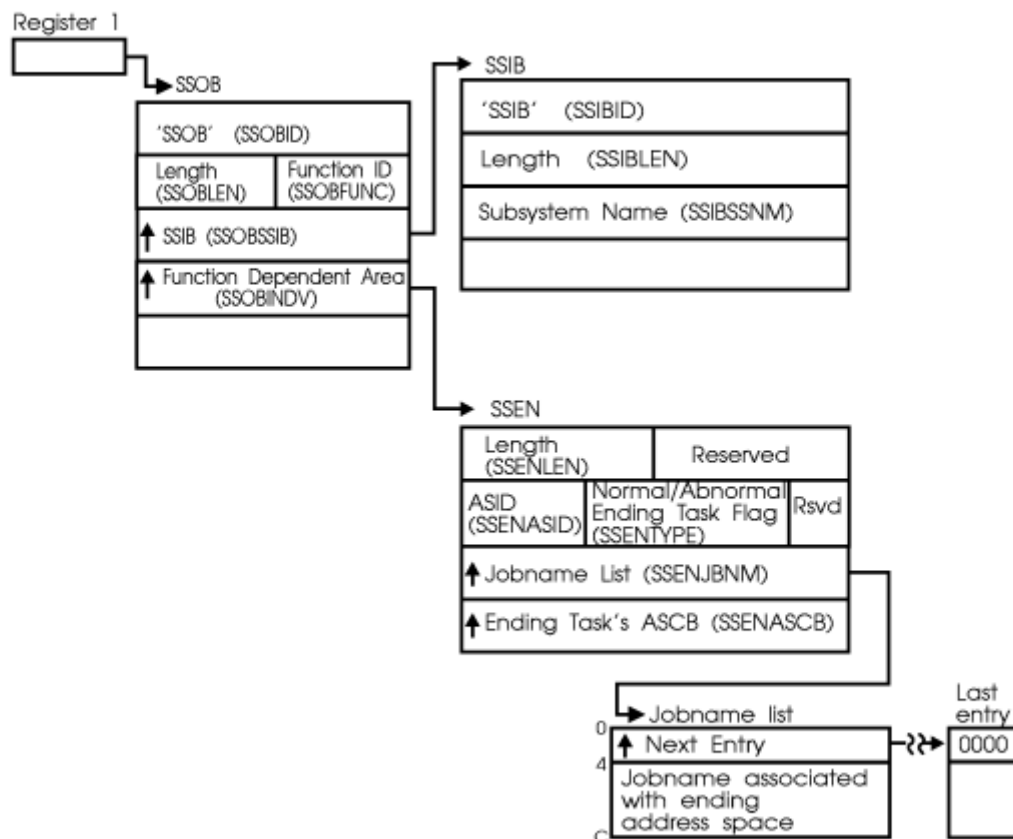 Register 1
SSOB
'SSOB' (SSOBID)
Length
(SSOBLEN)
Function ID
(SSOBFUNC)
SSIB (SSOBSSIB)
Function Dependent Area
(SSOBINDV)
SSIB
'SSIB' (SSIBID)
Length (SSIBLEN)
Subsystem Name (SSIBSSNM)
SSEN
Length
(SSENLEN)
Reserved
ASID
(SSENASID)
Normal/Abnormal
Ending Task Flag
(SSENTYPE)
Rsvd
Jobname List (SSENJBNM)
Ending Task's ASCB (SSENASCB)
Jobname list
0
Next Entry
4
Jobname associated
with ending
address space
C
Last
entry
0000